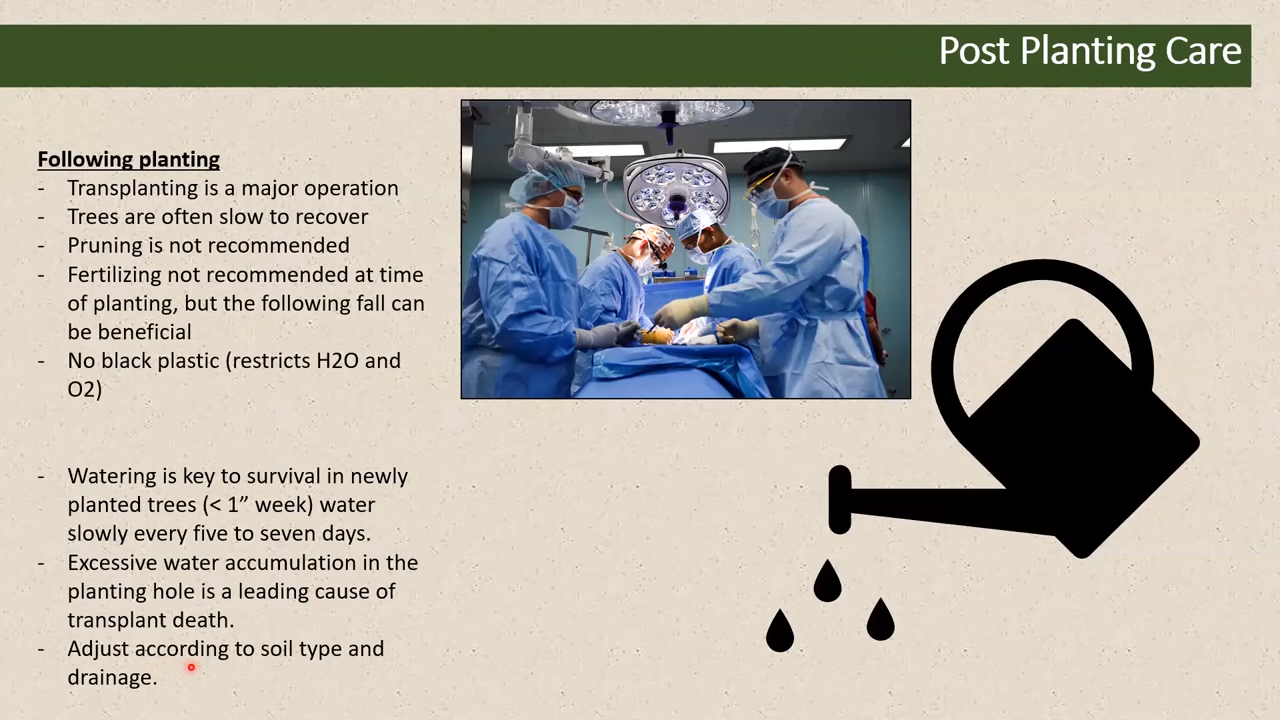 Post Planting Care
Following planting
- Transplanting is a major operation
- Trees are often slow to recover
- Pruning is not recommended
- Fertilizing not recommended at time
of planting, but the following fall can
be beneficial
- No black plastic (restricts H2O and
O2)
- Watering is key to survival in newly
planted trees (< 1” week) water
slowly every five to seven days.
- Excessive water accumulation in the
planting hole is a leading cause of
transplant death.
- Adjust according to soil type and
drainage.